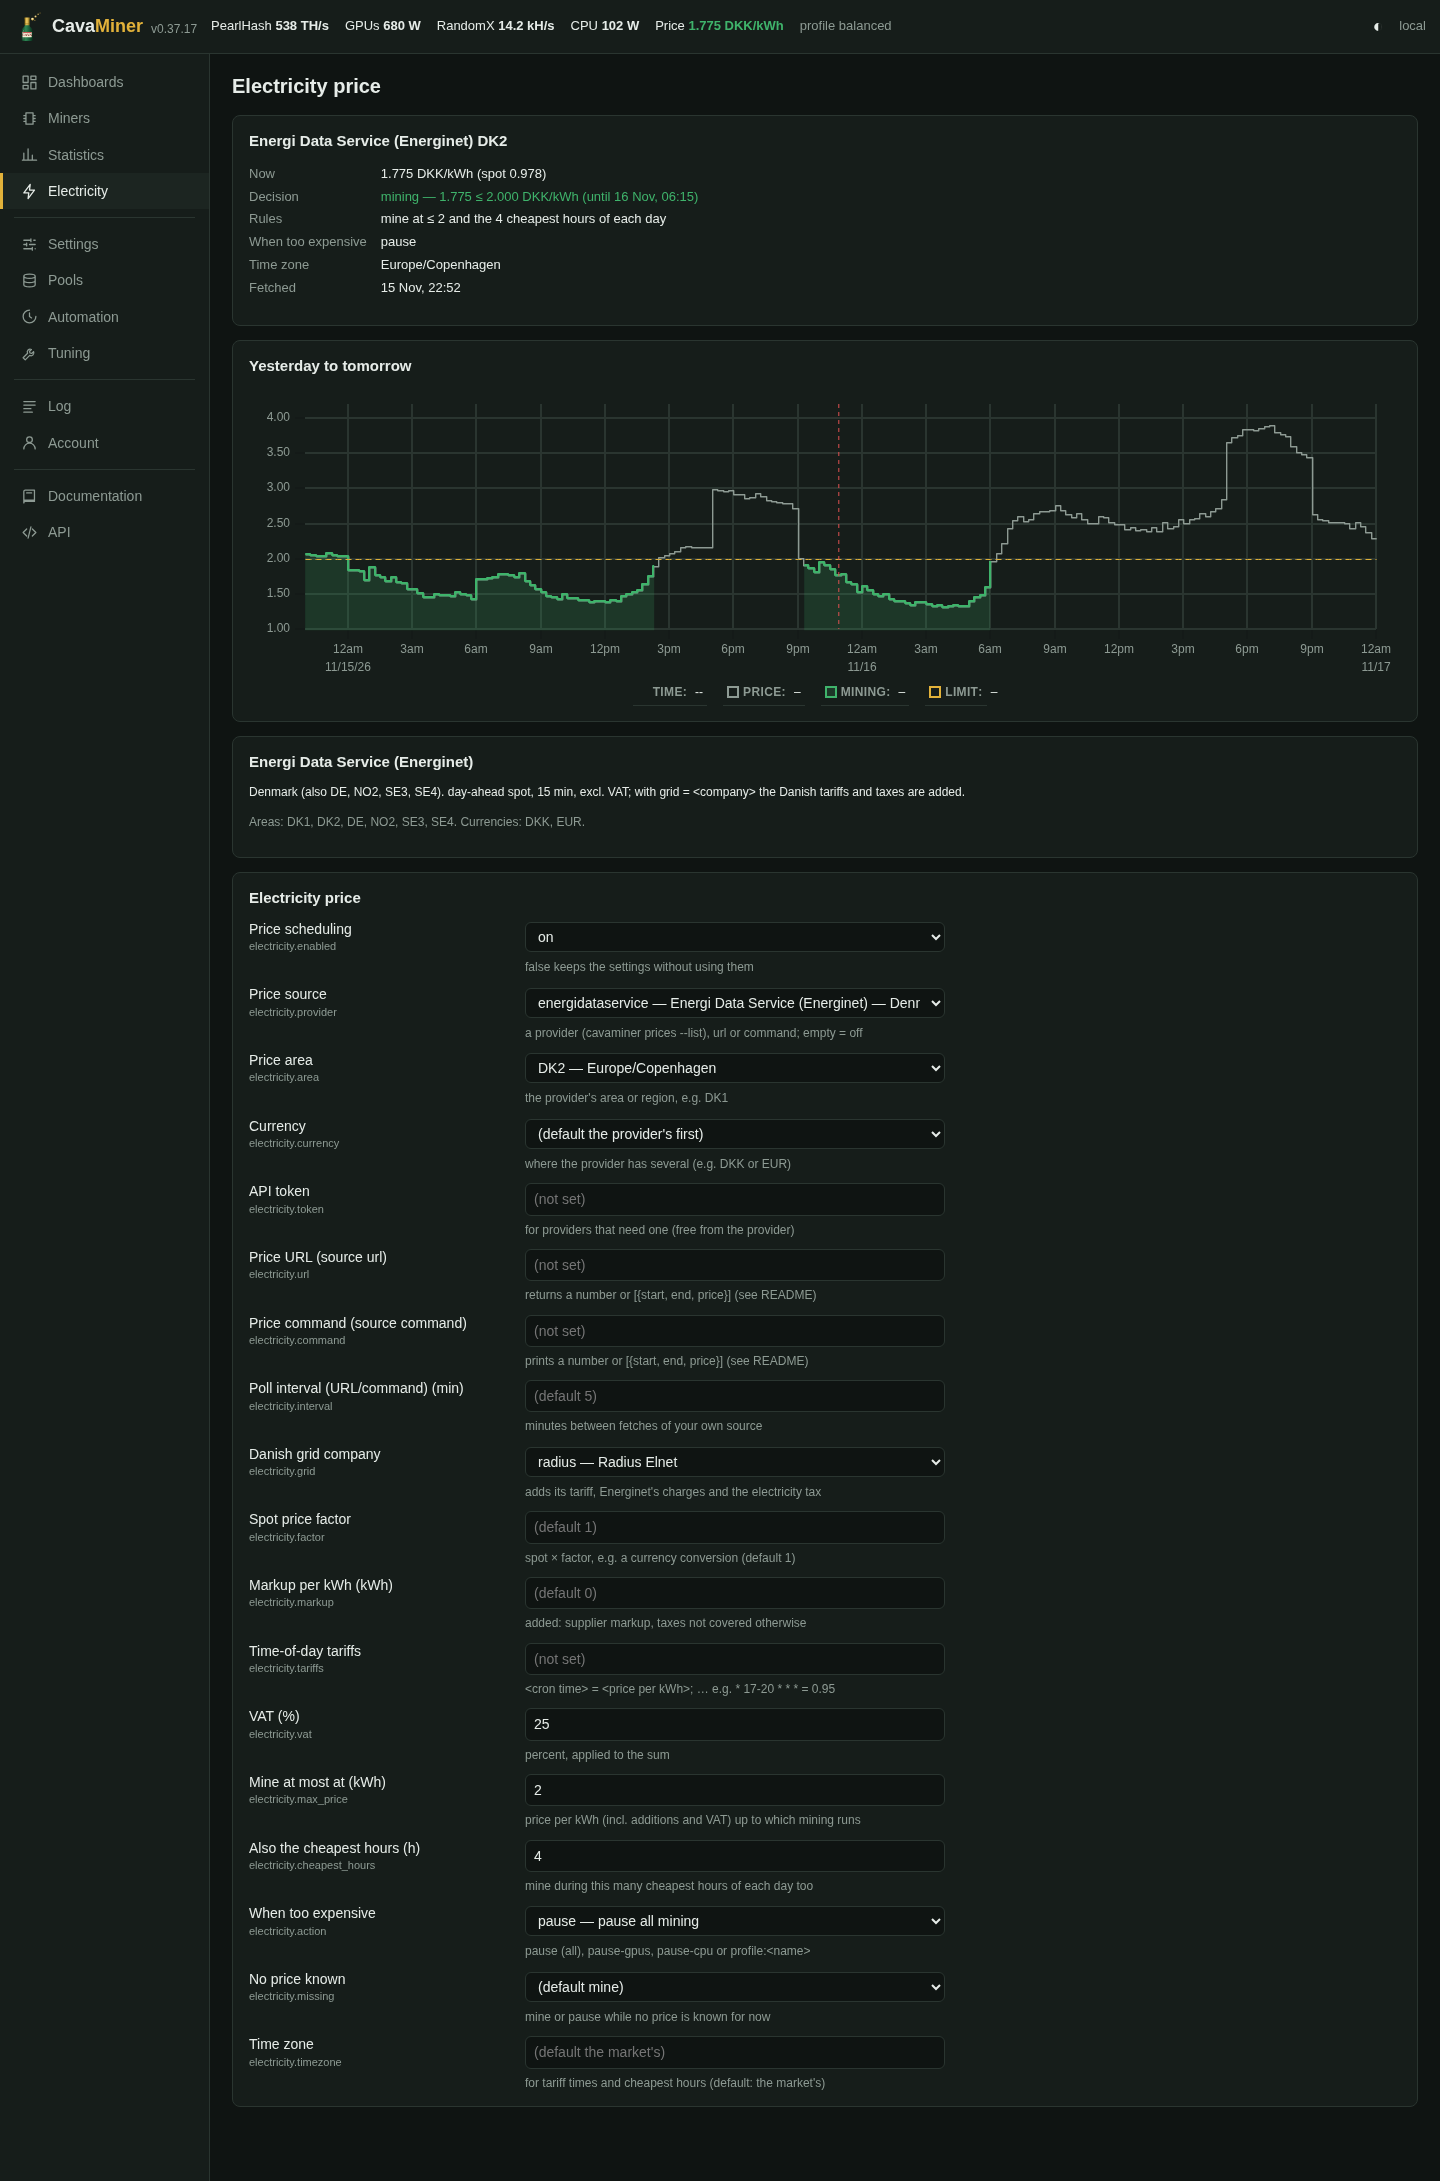 CavaMiner v0.37.17 PearlHash 538 TH/s GPUs 680 W RandomX 14.2 kH/s CPU 102 W Price 1.775 DKK/kWh profile balanced local
Dashboards
Miners
Statistics
Electricity
Settings
Pools
Automation
Tuning
Log
Account
Documentation
API
Electricity price
Energi Data Service (Energinet) DK2
Now 1.775 DKK/kWh (spot 0.978)
Decision mining — 1.775 ≤ 2.000 DKK/kWh (until 16 Nov, 06:15)
Rules mine at ≤ 2 and the 4 cheapest hours of each day
When too expensive pause
Time zone Europe/Copenhagen
Fetched 15 Nov, 22:52
Yesterday to tomorrow
4.00
3.50
3.00
2.50
2.00
1.50
1.00
12am 3am 6am 9am 12pm 3pm 6pm 9pm 12am 3am 6am 9am 12pm 3pm 6pm 9pm 12am
11/15/26 11/16 11/17
TIME: -- PRICE: – MINING: – LIMIT: –
Energi Data Service (Energinet)
Denmark (also DE, NO2, SE3, SE4). day-ahead spot, 15 min, excl. VAT; with grid = <company> the Danish tariffs and taxes are added.
Areas: DK1, DK2, DE, NO2, SE3, SE4. Currencies: DKK, EUR.
Electricity price
Price scheduling
electricity.enabled
on
false keeps the settings without using them
Price source
electricity.provider
energidataservice — Energi Data Service (Energinet) — Denr
a provider (cavaminer prices --list), url or command; empty = off
Price area
electricity.area
DK2 — Europe/Copenhagen
the provider's area or region, e.g. DK1
Currency
electricity.currency
(default the provider's first)
where the provider has several (e.g. DKK or EUR)
API token
electricity.token
(not set)
for providers that need one (free from the provider)
Price URL (source url)
electricity.url
(not set)
returns a number or [{start, end, price}] (see README)
Price command (source command)
electricity.command
(not set)
prints a number or [{start, end, price}] (see README)
Poll interval (URL/command) (min)
electricity.interval
(default 5)
minutes between fetches of your own source
Danish grid company
electricity.grid
radius — Radius Elnet
adds its tariff, Energinet's charges and the electricity tax
Spot price factor
electricity.factor
(default 1)
spot × factor, e.g. a currency conversion (default 1)
Markup per kWh (kWh)
electricity.markup
(default 0)
added: supplier markup, taxes not covered otherwise
Time-of-day tariffs
electricity.tariffs
(not set)
<cron time> = <price per kWh>; … e.g. * 17-20 * * * = 0.95
VAT (%)
electricity.vat
25
percent, applied to the sum
Mine at most at (kWh)
electricity.max_price
2
price per kWh (incl. additions and VAT) up to which mining runs
Also the cheapest hours (h)
electricity.cheapest_hours
4
mine during this many cheapest hours of each day too
When too expensive
electricity.action
pause — pause all mining
pause (all), pause-gpus, pause-cpu or profile:<name>
No price known
electricity.missing
(default mine)
mine or pause while no price is known for now
Time zone
electricity.timezone
(default the market's)
for tariff times and cheapest hours (default: the market's)